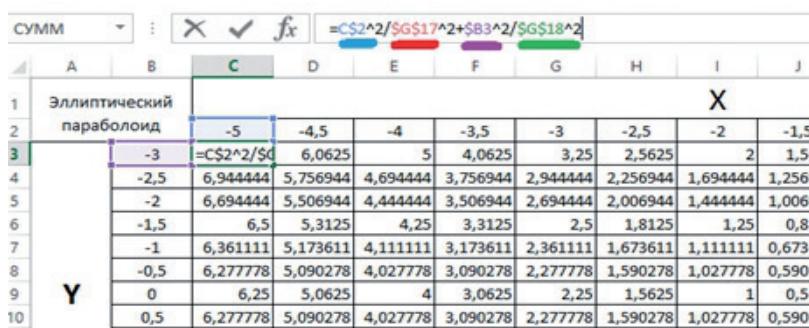 СУММ fx =C$2^2/$G$17^2+$B3^2/$G$18^2
A B C D E F G H I J
1 Эллиптический X
2 параболоид -5 -4,5 -4 -3,5 -3 -2,5 -2 -1,5
3 -3 =C$2^2/$G 6,0625 5 4,0625 3,25 2,5625 2 1,5
4 -2,5 6,944444 5,756944 4,694444 3,756944 2,944444 2,256944 1,694444 1,256
5 -2 6,694444 5,506944 4,444444 3,506944 2,694444 2,006944 1,444444 1,006
6 -1,5 6,5 5,3125 4,25 3,3125 2,5 1,8125 1,25 0,8
7 -1 6,361111 5,173611 4,111111 3,173611 2,361111 1,673611 1,111111 0,673
8 -0,5 6,277778 5,090278 4,027778 3,090278 2,277778 1,590278 1,027778 0,590
9 Y 0 6,25 5,0625 4 3,0625 2,25 1,5625 1 0,5
10 0,5 6,277778 5,090278 4,027778 3,090278 2,277778 1,590278 1,027778 0,590